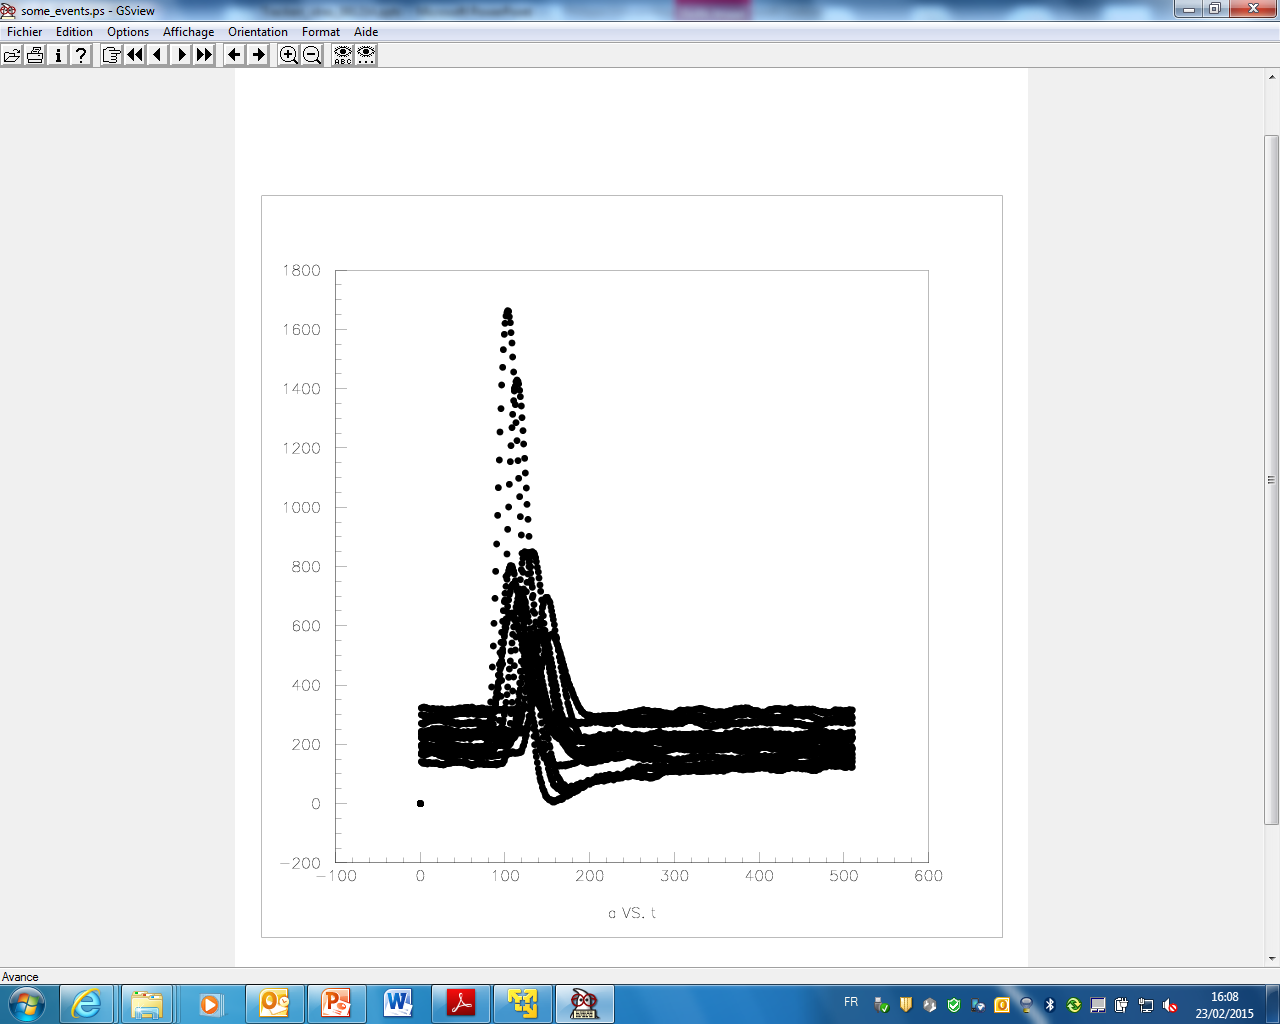 some_events.ps - GSview
Fichier Edition Options Affichage Orientation Format Aide
ABC
1800
1600
1400
1200
1000
800
600
400
200
0
-200
-100 0 100 200 300 400 500 600
a VS. t
Avance
FR 16:08
23/02/2015